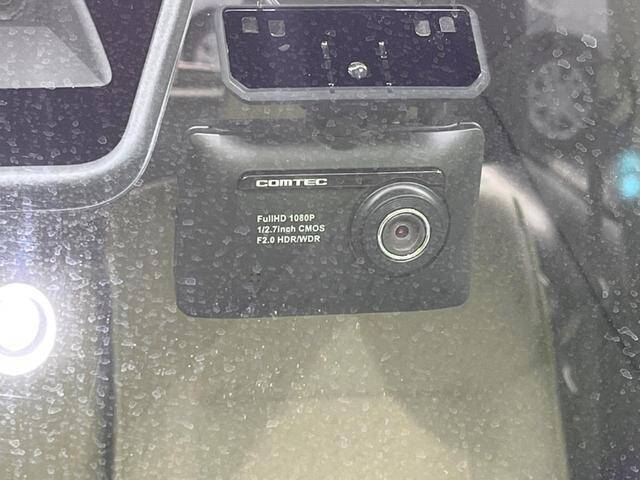 COMTEC
FullHD 1080P
1/2.7inch CMOS
F2.0 HDR/WDR